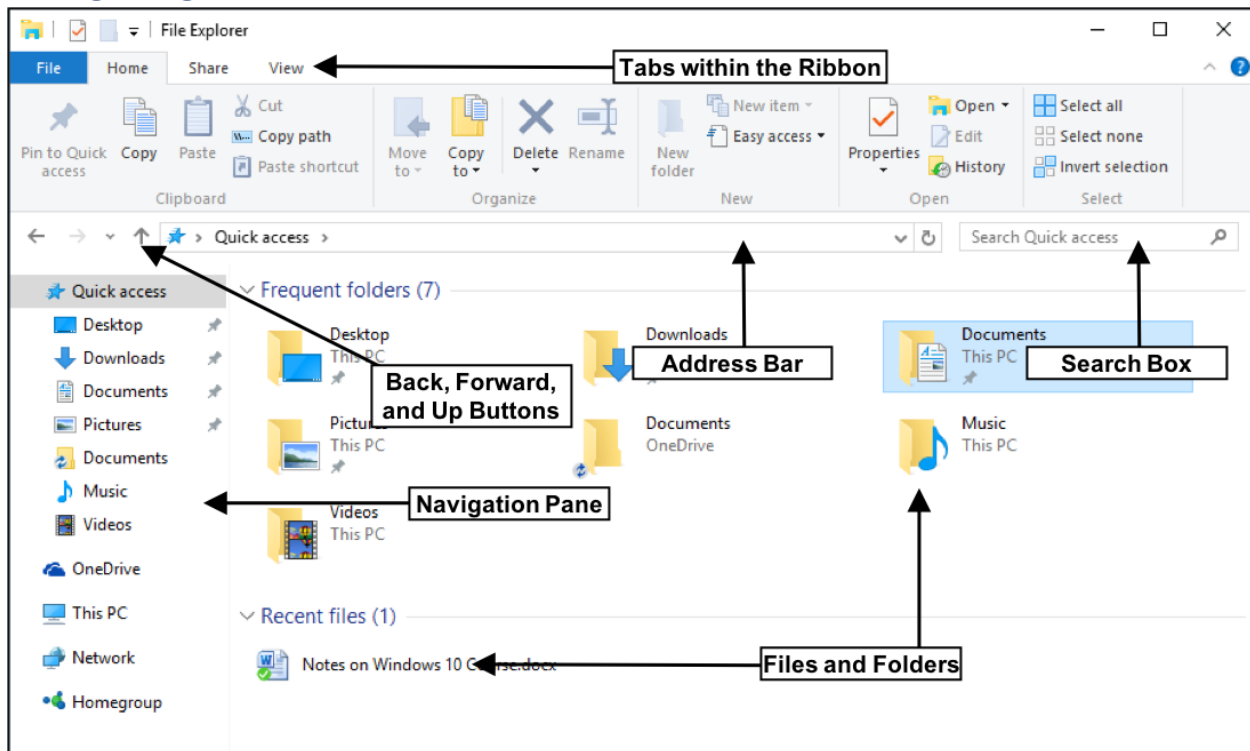 File Explorer
File Home Share View
Tabs within the Ribbon
Pin to Quick access
Copy
Paste
Cut
Copy path
Paste shortcut
Clipboard
Move to
Copy to
Delete
Rename
Organize
New folder
New item
Easy access
New
Properties
Open
Edit
History
Open
Select all
Select none
Invert selection
Select
Quick access
Search Quick access
Quick access
Desktop
Downloads
Documents
Pictures
Documents
Music
Videos
OneDrive
This PC
Network
Homegroup
Frequent folders (7)
Desktop
This PC
Downloads
Documents
This PC
Back, Forward,
and Up Buttons
Address Bar
Search Box
Pictures
This PC
Documents
OneDrive
Music
This PC
Navigation Pane
Videos
This PC
Recent files (1)
Notes on Windows 10 Course.docx
Files and Folders